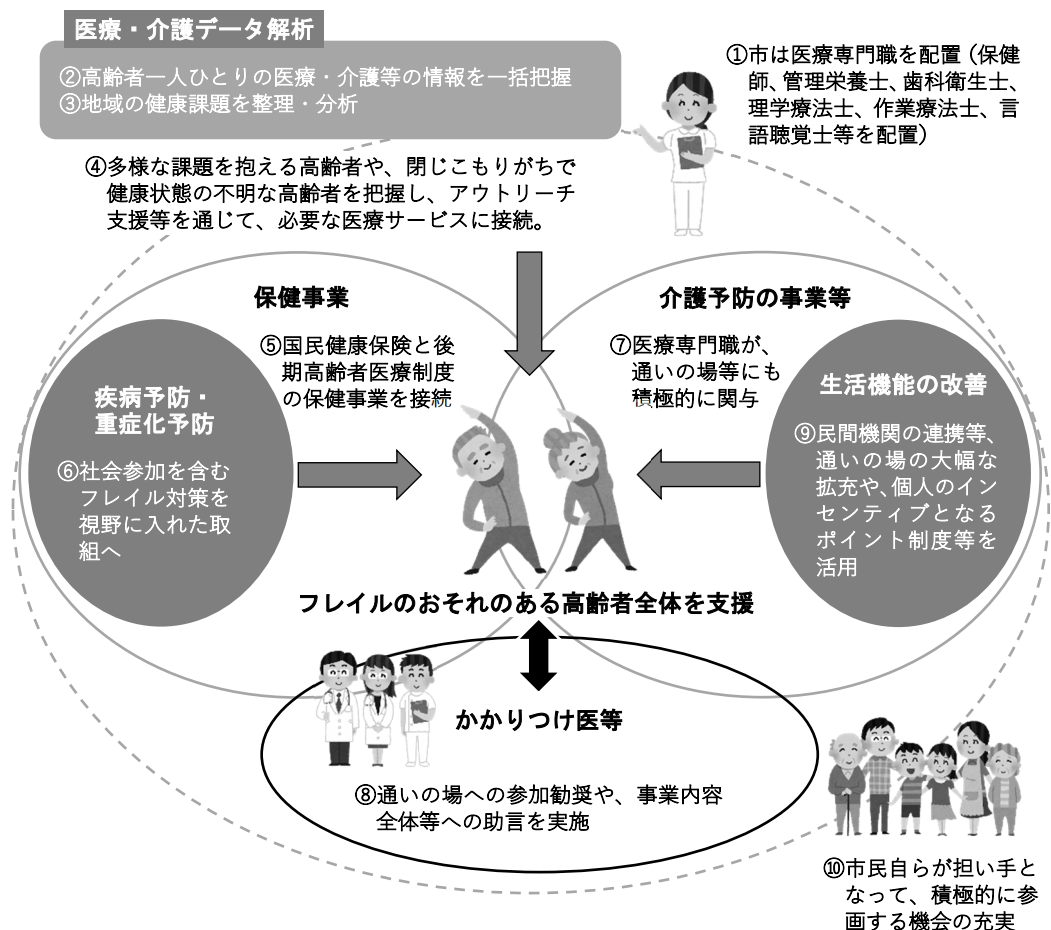 医療・介護データ解析
②高齢者一人ひとりの医療・介護等の情報を一括把握
③地域の健康課題を整理・分析
①市は医療専門職を配置（保健
師、管理栄養士、歯科衛生士、
理学療法士、作業療法士、言
語聴覚士等を配置）
④多様な課題を抱える高齢者や、閉じこもりがちで
健康状態の不明な高齢者を把握し、アウトリーチ
支援等を通じて、必要な医療サービスに接続。
保健事業
⑤国民健康保険と後
期高齢者医療制度
の保健事業を接続
疾病予防・
重症化予防
⑥社会参加を含む
フレイル対策を
視野に入れた取
組へ
介護予防の事業等
⑦医療専門職が、
通いの場等にも
積極的に関与
生活機能の改善
⑨民間機関の連携等、
通いの場の大幅な
拡充や、個人のイン
センティブとなる
ポイント制度等を
活用
フレイルのおそれのある高齢者全体を支援
かかりつけ医等
⑧通いの場への参加勧奨や、事業内容
全体等への助言を実施
⑩市民自らが担い手と
なって、積極的に参
画する機会の充実